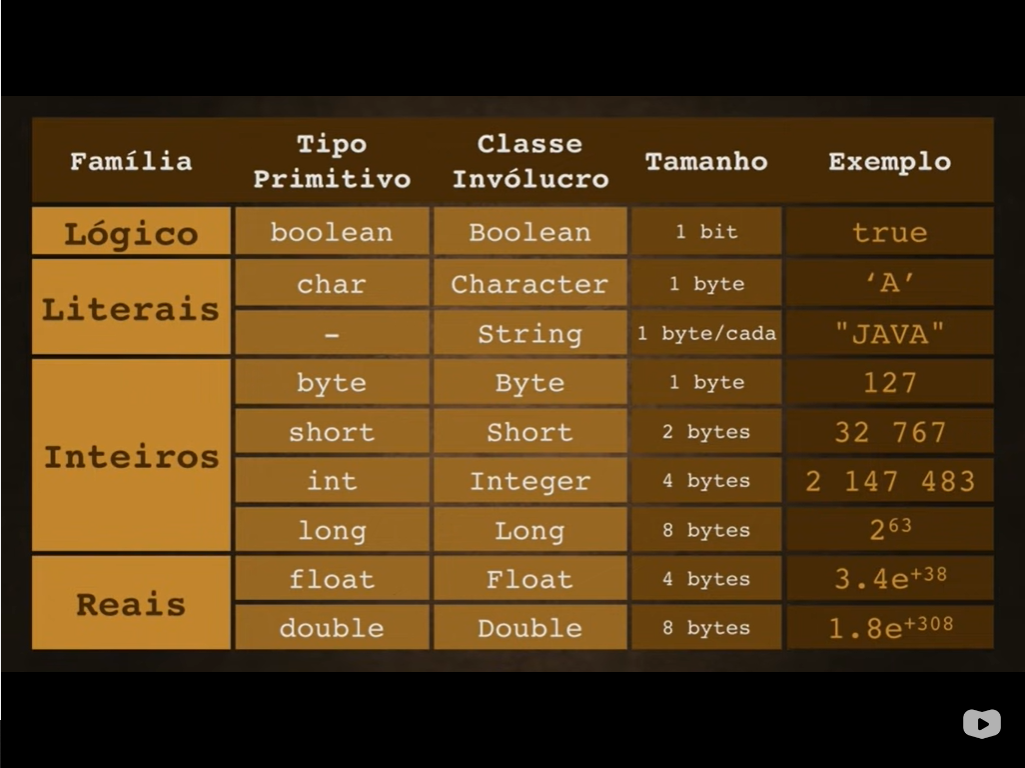 Família Tipo Primitivo Classe Invólucro Tamanho Exemplo
Lógico boolean Boolean 1 bit true
Literais char Character 1 byte ‘A’
– String 1 byte/cada "JAVA"
Inteiros byte Byte 1 byte 127
short Short 2 bytes 32 767
int Integer 4 bytes 2 147 483
long Long 8 bytes 2⁶³
Reais float Float 4 bytes 3.4e⁺³⁸
double Double 8 bytes 1.8e⁺³⁰⁸